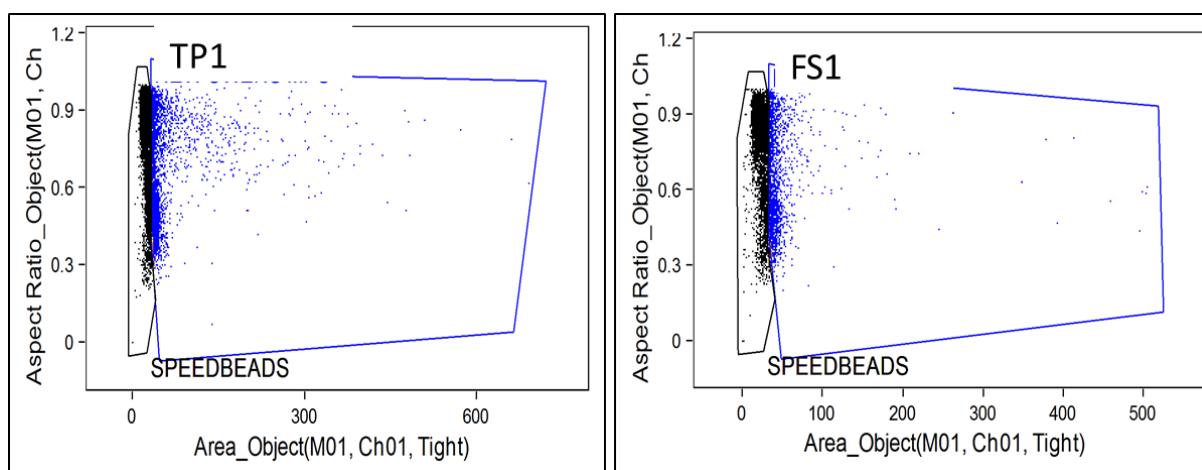 TP1
1.2
0.9
0.6
0.3
0
Aspect Ratio_Object(M01, Ch
SPEEDBEADS
0
300
600
Area_Object(M01, Ch01, Tight)
FS1
1.2
0.9
0.6
0.3
0
Aspect Ratio_Object(M01, Ch
SPEEDBEADS
0
100
200
300
400
500
Area_Object(M01, Ch01, Tight)